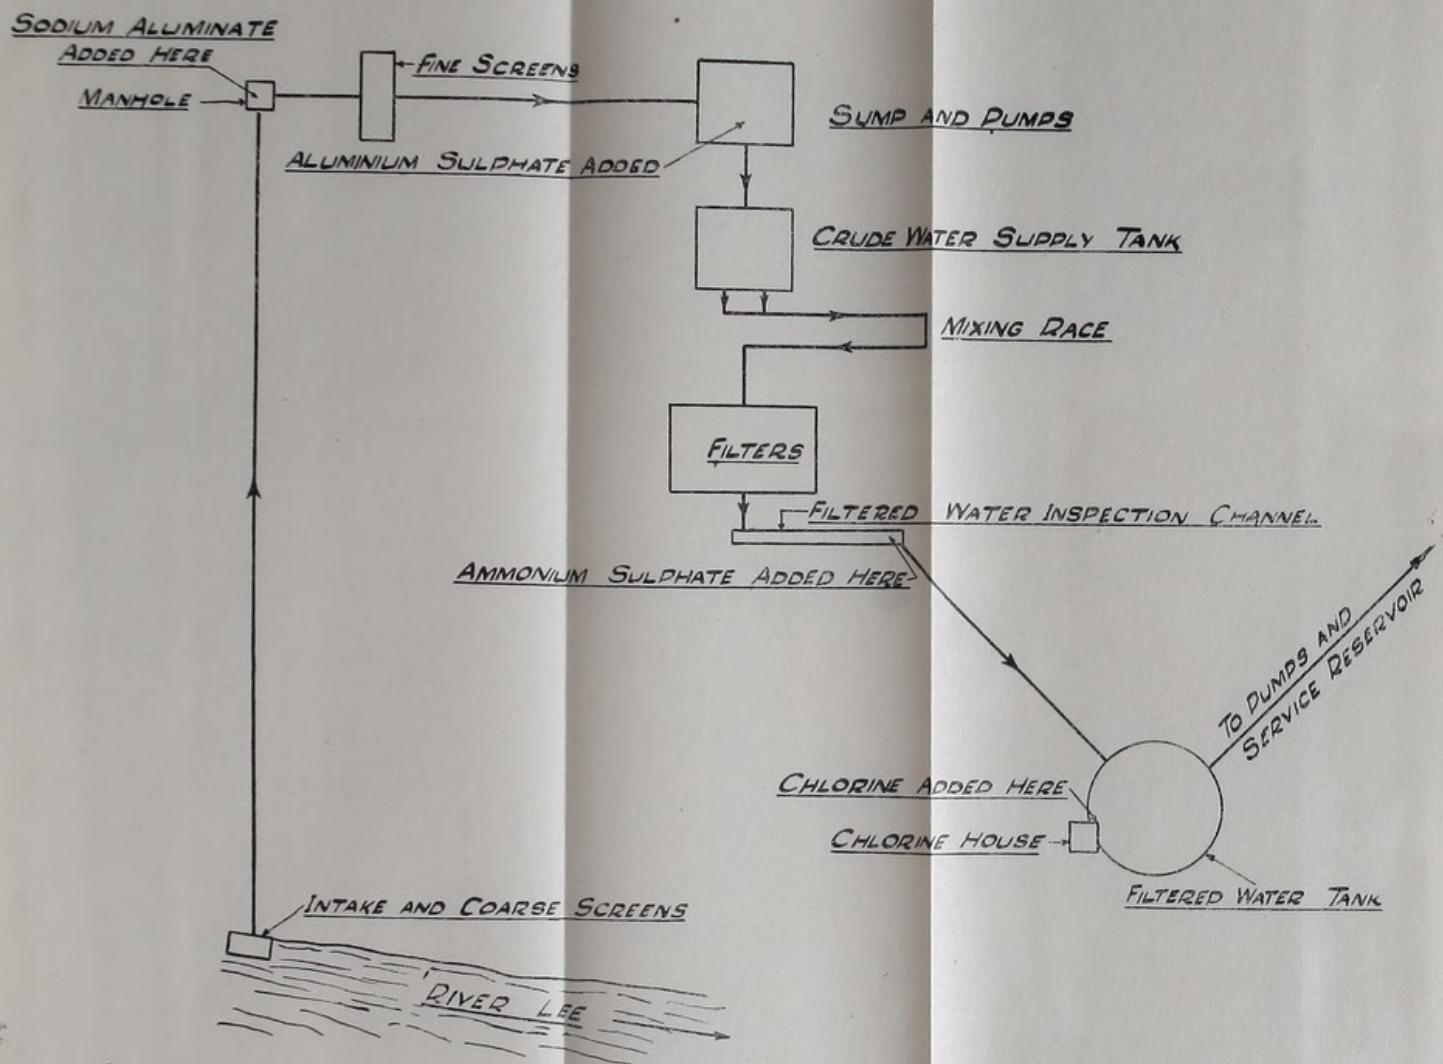 SODIUM ALUMINATE
ADDED HERE
MANHOLE
FINE SCREENS
ALUMINIUM SULPHATE ADDED
SUMP AND PUMPS
CRUDE WATER SUPPLY TANK
MIXING RACE
FILTERS
FILTERED WATER INSPECTION CHANNEL
AMMONIUM SULPHATE ADDED HERE
TO PUMPS AND
SERVICE RESERVOIR
CHLORINE ADDED HERE
CHLORINE HOUSE
FILTERED WATER TANK
INTAKE AND COARSE SCREENS
RIVER LEE